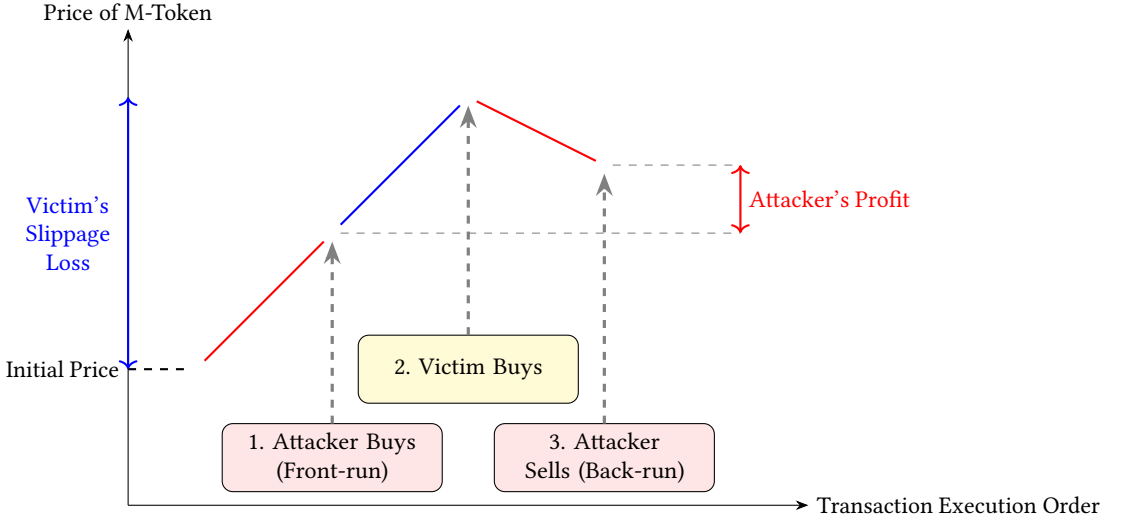 Price of M-Token
Victim's
Slippage
Loss
Attacker's Profit
Initial Price
2. Victim Buys
1. Attacker Buys
(Front-run)
3. Attacker
Sells (Back-run)
Transaction Execution Order